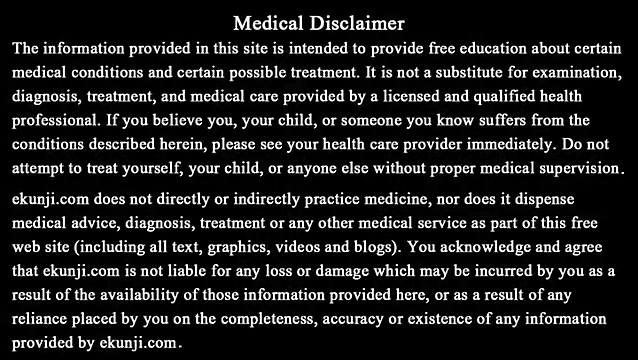 Medical Disclaimer
The information provided in this site is intended to provide free education about certain
medical conditions and certain possible treatment. It is not a substitute for examination,
diagnosis, treatment, and medical care provided by a licensed and qualified health
professional. If you believe you, your child, or someone you know suffers from the
conditions described herein, please see your health care provider immediately. Do not
attempt to treat yourself, your child, or anyone else without proper medical supervision.
ekunji.com does not directly or indirectly practice medicine, nor does it dispense
medical advice, diagnosis, treatment or any other medical service as part of this free
web site (including all text, graphics, videos and blogs). You acknowledge and agree
that ekunji.com is not liable for any loss or damage which may be incurred by you as a
result of the availability of those information provided here, or as a result of any
reliance placed by you on the completeness, accuracy or existence of any information
provided by ekunji.com.